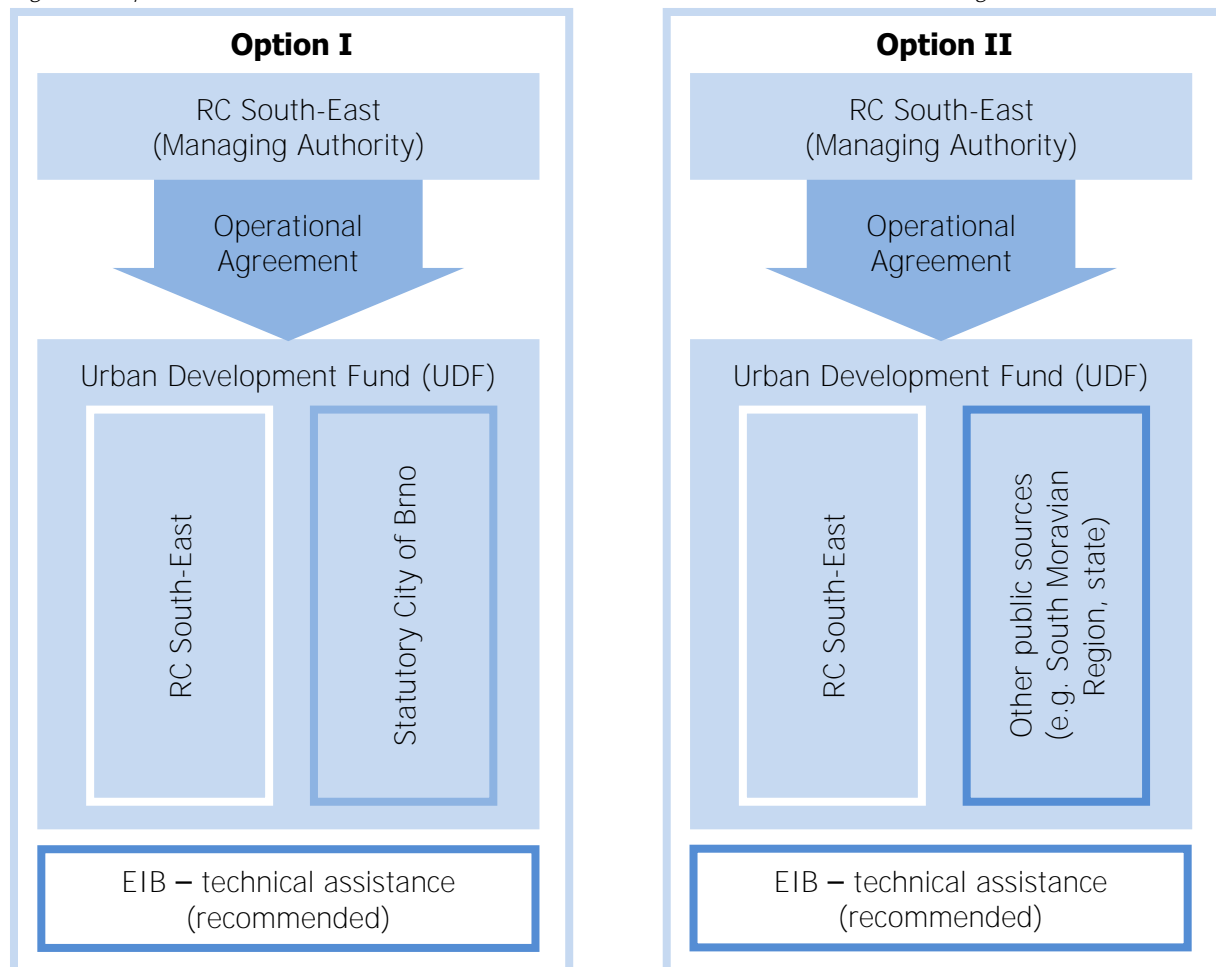 Option I
RC South-East
(Managing Authority)
Operational
Agreement
Urban Development Fund (UDF)
RC South-East
Statutory City of Brno
EIB – technical assistance
(recommended)
Option II
RC South-East
(Managing Authority)
Operational
Agreement
Urban Development Fund (UDF)
RC South-East
Other public sources
(e.g. South Moravian
Region, state)
EIB – technical assistance
(recommended)